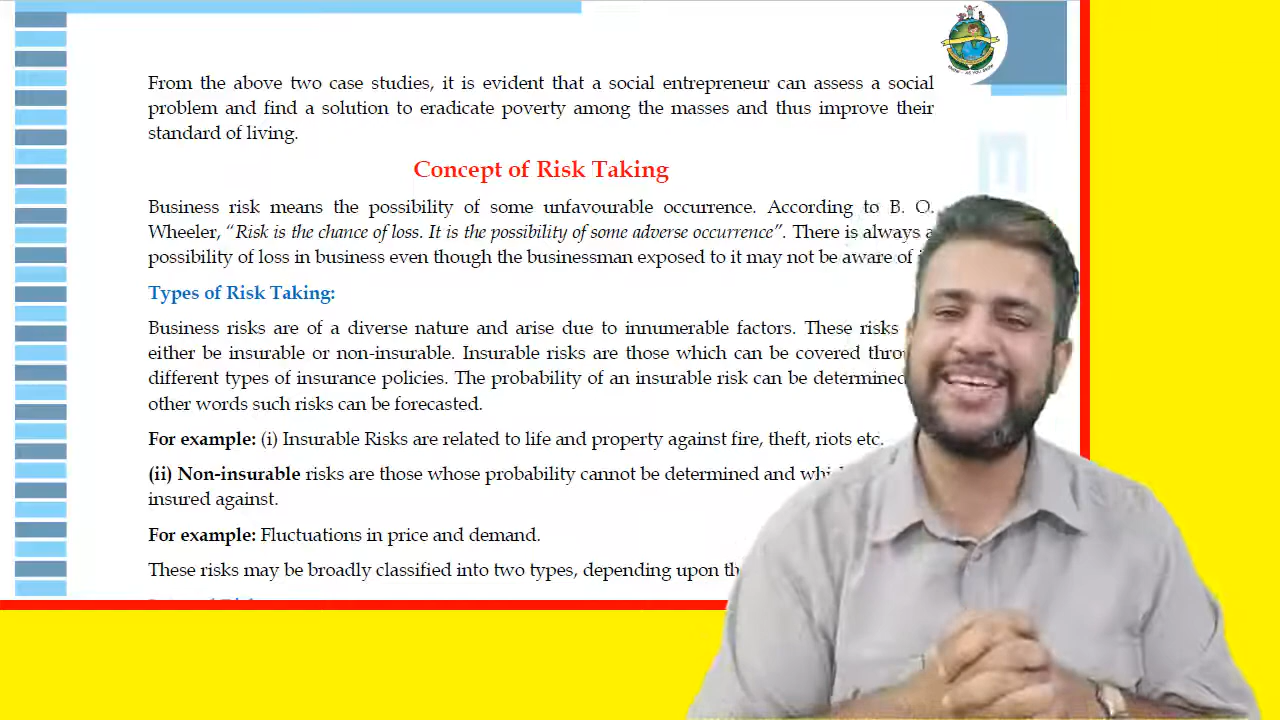 From the above two case studies, it is evident that a social entrepreneur can assess a social
problem and find a solution to eradicate poverty among the masses and thus improve their
standard of living.
Concept of Risk Taking
Business risk means the possibility of some unfavourable occurrence. According to B. O.
Wheeler, “Risk is the chance of loss. It is the possibility of some adverse occurrence”. There is always a
possibility of loss in business even though the businessman exposed to it may not be aware of
Types of Risk Taking:
Business risks are of a diverse nature and arise due to innumerable factors. These risks
either be insurable or non-insurable. Insurable risks are those which can be covered
different types of insurance policies. The probability of an insurable risk can be determined
other words such risks can be forecasted.
For example: (i) Insurable Risks are related to life and property against fire, theft, riots etc.
(ii) Non-insurable risks are those whose probability cannot be determined and
insured against.
For example: Fluctuations in price and demand.
These risks may be broadly classified into two types, depending upon